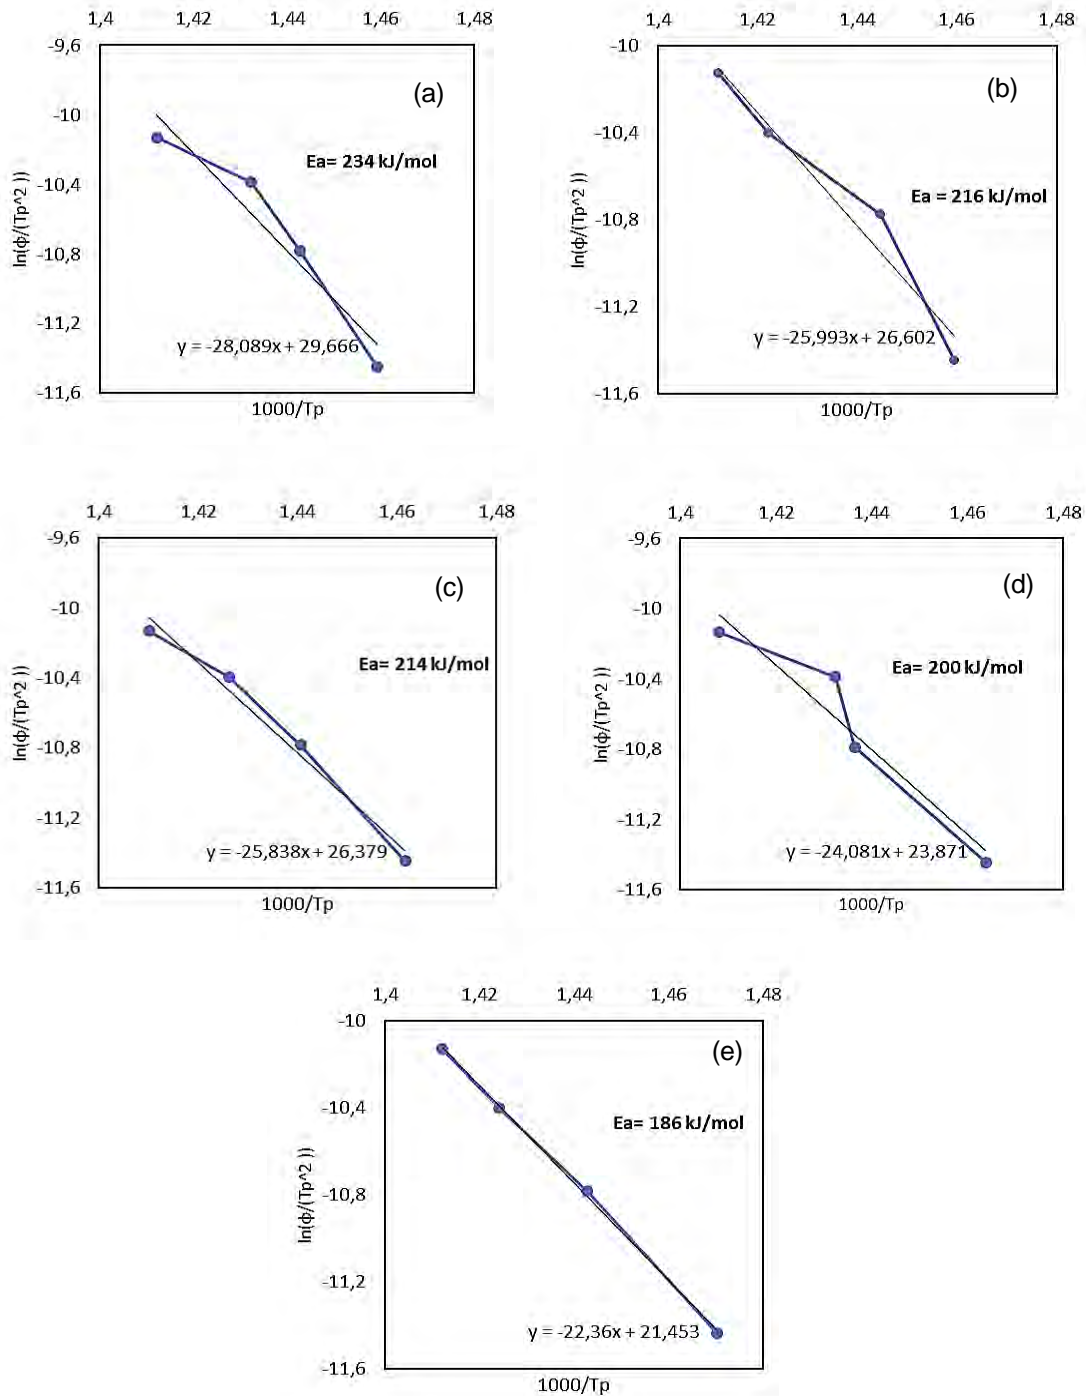 1,4 1,42 1,44 1,46 1,48
-9,6
-10
-10,4
-10,8
-11,2
-11,6
ln(ф/(Tp^2 ))
(a)
Ea= 234 kJ/mol
y = -28,089x + 29,666
1000/Tp
1,4 1,42 1,44 1,46 1,48
-10
-10,4
-10,8
-11,2
-11,6
ln(ф/(Tp^2 ))
(b)
Ea = 216 kJ/mol
y = -25,993x + 26,602
1000/Tp
1,4 1,42 1,44 1,46 1,48
-9,6
-10
-10,4
-10,8
-11,2
-11,6
ln(ф/(Tp^2 ))
(c)
Ea= 214 kJ/mol
y = -25,838x + 26,379
1000/Tp
1,4 1,42 1,44 1,46 1,48
-9,6
-10
-10,4
-10,8
-11,2
-11,6
ln(ф/(Tp^2 ))
(d)
Ea= 200 kJ/mol
y = -24,081x + 23,871
1000/Tp
1,4 1,42 1,44 1,46 1,48
-10
-10,4
-10,8
-11,2
-11,6
ln(ф/(Tp^2 ))
(e)
Ea= 186 kJ/mol
y = -22,36x + 21,453
1000/Tp